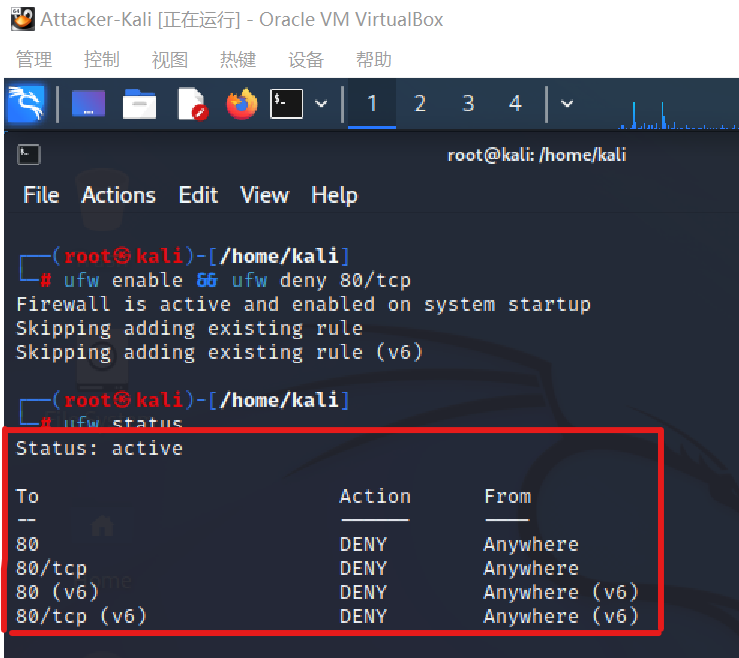 Attacker-Kali [正在运行] - Oracle VM VirtualBox
管理 控制 视图 热键 设备 帮助
1 2 3 4
root@kali: /home/kali
File Actions Edit View Help
┌──(root㉿kali)-[/home/kali]
└─# ufw enable && ufw deny 80/tcp
Firewall is active and enabled on system startup
Skipping adding existing rule
Skipping adding existing rule (v6)
┌──(root㉿kali)-[/home/kali]
└─# ufw status
Status: active
To Action From
-- ------ ----
80 DENY Anywhere
80/tcp DENY Anywhere
80 (v6) DENY Anywhere (v6)
80/tcp (v6) DENY Anywhere (v6)